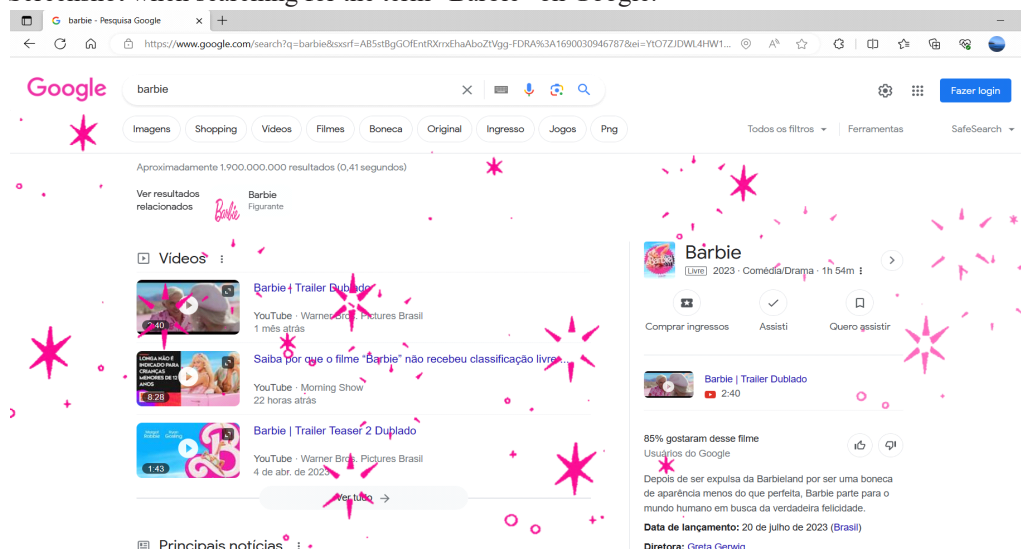 Screenshot when searching for the term "Barbie" on Google.
barbie - Pesquisa Google
https://www.google.com/search?q=barbie&sxsrf=AB5stBgGOfEntRXrrxEhaAboZtVgg-FDRA%3A1690030946787&ei=YtO7ZJDWL4HW1...
Google
barbie
Fazer login
Imagens Shopping Vídeos Filmes Boneca Original Ingresso Jogos Png
Todos os filtros Ferramentas SafeSearch
Aproximadamente 1.900.000.000 resultados (0,41 segundos)
Ver resultados
relacionados
Barbie
Barbie
Figurante
Vídeos
Barbie | Trailer Dublado
YouTube · Warner Bros. Pictures Brasil
1 mês atrás
2:40
Saiba por que o filme "Barbie" não recebeu classificação livre...
YouTube · Morning Show
22 horas atrás
INDICADO PARA
CRIANÇAS
MENORES DE 12
ANOS
8:28
Barbie | Trailer Teaser 2 Dublado
YouTube · Warner Bros. Pictures Brasil
4 de abr. de 2023
1:43
Ver tudo
Principais notícias
Barbie
Livre 2023 · Comédia/Drama · 1h 54m
Comprar ingressos Assisti Quero assistir
Barbie | Trailer Dublado
2:40
85% gostaram desse filme
Usuários do Google
Depois de ser expulsa da Barbieland por ser uma boneca
de aparência menos do que perfeita, Barbie parte para o
mundo humano em busca da verdadeira felicidade.
Data de lançamento: 20 de julho de 2023 (Brasil)
Diretora: Greta Gerwig